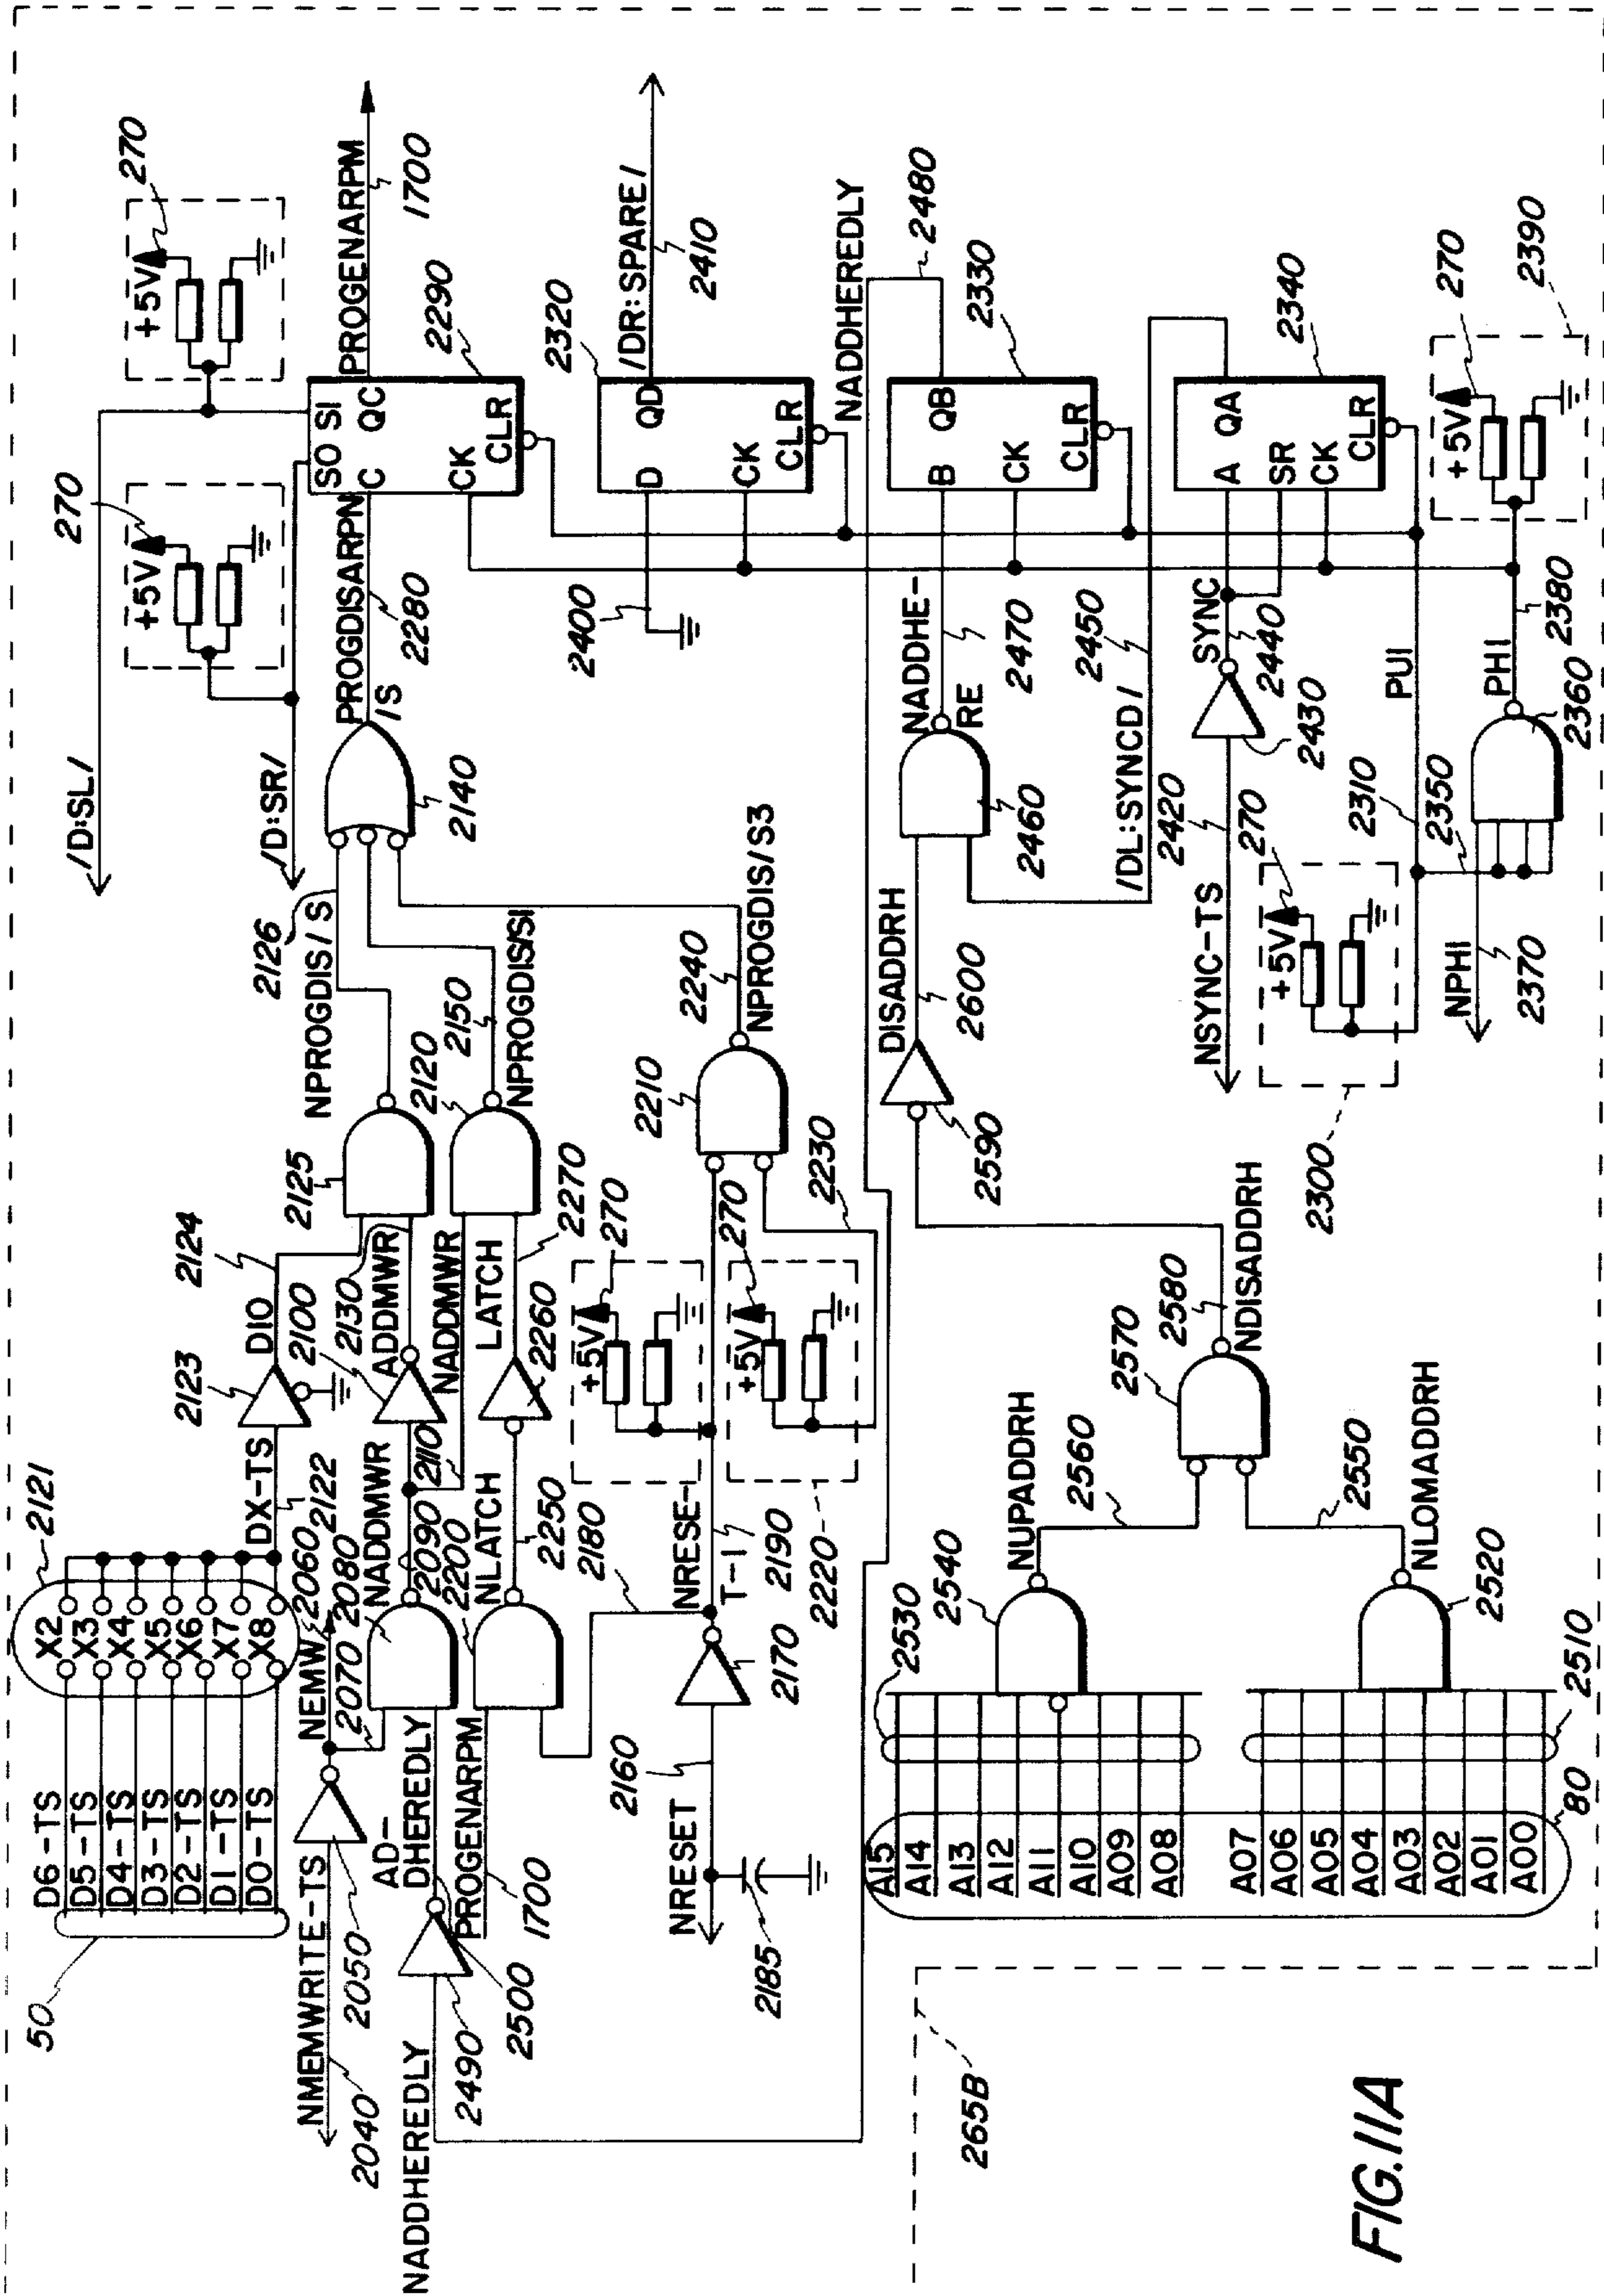 /D:SL/
270
+5V
/D:SR/
270
+5V
SO SI
C QC
CK
CLR
PROGENARPM
1700
2290
PROGDISARPN
/S
2280
2140
2126
NPROGDIS/S
2150
NPROGDIS/SI
2240
NPROGDIS/S3
2320
D QD
CK
CLR
/DR:SPARE/
2410
2400
NADDHEREDLY
2480
B QB
CK
CLR
2330
NADDHE-
RE
2470
2460
2450
/DL:SYNCD/
A QA
SR
CK
CLR
2340
SYNC
2440
2430
2420
NSYNC-TS
270
+5V
2300
2310
2350
PUI
PHI
2380
2360
NPHI
2370
270
+5V
2390
DISADDRH
2600
2590
50
D6-TS
D5-TS
D4-TS
D3-TS
D2-TS
D1-TS
D0-TS
X2
X3
X4
X5
X6
X7
X8
2121
DX-TS
2122
2123
DIO
2124
2100
2125
2120
ADDMWR
2130
NADDMWR
2110
NMEMWRITE-TS
2040
2050
NEMW
2060
2070
2080
NADDMWR
2090
AD-
DHEREDLY
PROGENARPM
1700
2500
2490
NADDHEREDLY
2200
NLATCH
2250
LATCH
2260
2270
2180
NRESET
2160
2170
2185
NRESE-
T-I
2190
+5V
270
+5V
270
2220
2210
2230
A15
A14
A13
A12
A11
A10
A09
A08
2530
2540
NUPADDRH
2560
A07
A06
A05
A04
A03
A02
A01
A00
80
2510
2520
NLOMADDRH
2550
2570
2580
NDISADDRH
265B
FIG.11A